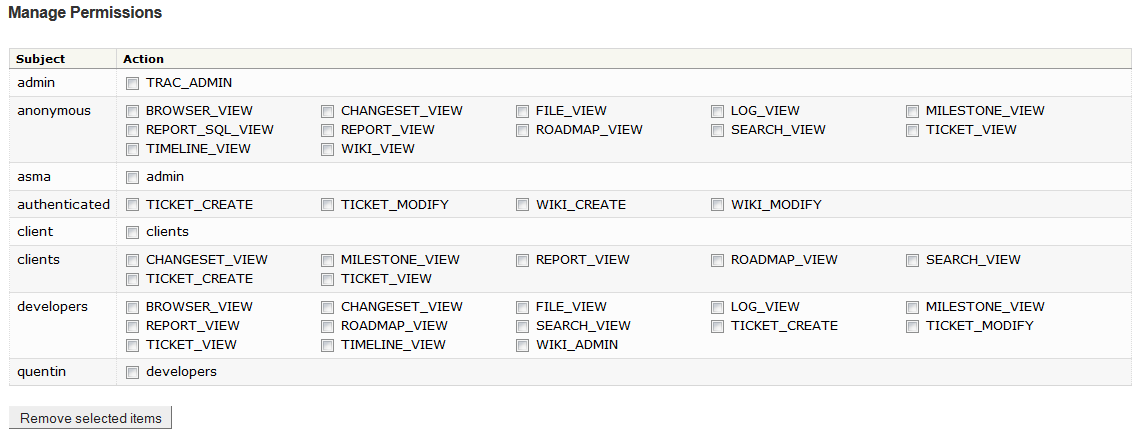 Manage Permissions
Subject Action
admin TRAC_ADMIN
anonymous BROWSER_VIEW CHANGESET_VIEW FILE_VIEW LOG_VIEW MILESTONE_VIEW
REPORT_SQL_VIEW REPORT_VIEW ROADMAP_VIEW SEARCH_VIEW TICKET_VIEW
TIMELINE_VIEW WIKI_VIEW
asma admin
authenticated TICKET_CREATE TICKET_MODIFY WIKI_CREATE WIKI_MODIFY
client clients
clients CHANGESET_VIEW MILESTONE_VIEW REPORT_VIEW ROADMAP_VIEW SEARCH_VIEW
TICKET_CREATE TICKET_VIEW
developers BROWSER_VIEW CHANGESET_VIEW FILE_VIEW LOG_VIEW MILESTONE_VIEW
REPORT_VIEW ROADMAP_VIEW SEARCH_VIEW TICKET_CREATE TICKET_MODIFY
TICKET_VIEW TIMELINE_VIEW WIKI_ADMIN
quentin developers
Remove selected items